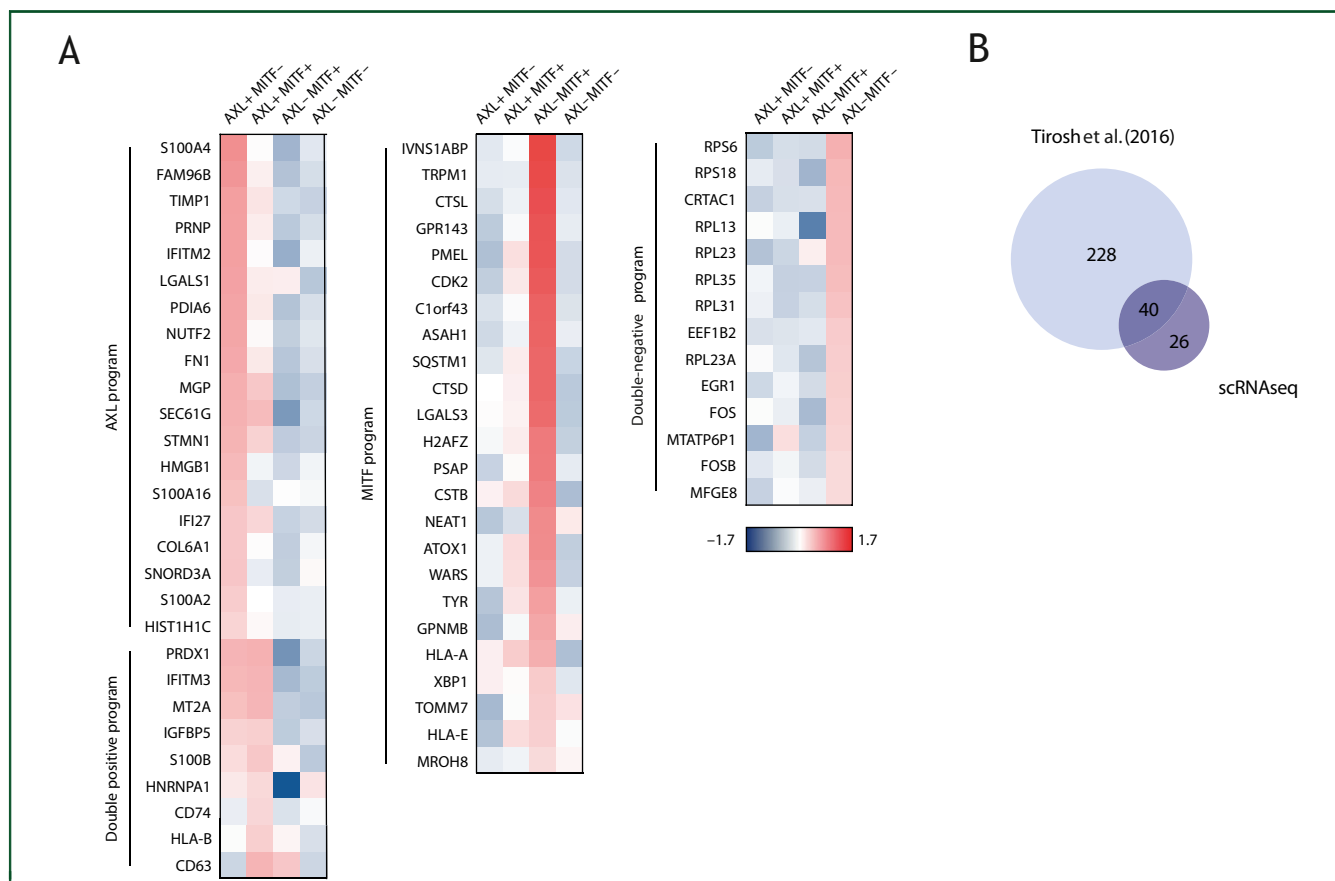 A
B
AXL+MITF–
AXL+MITF+
AXL–MITF+
AXL–MITF–
AXL program
S100A4
FAM96B
TIMP1
PRNP
IFITM2
LGALS1
PDIA6
NUTF2
FN1
MGP
SEC61G
STMN1
HMGB1
S100A16
IFI27
COL6A1
SNORD3A
S100A2
HIST1H1C
Double positive program
PRDX1
IFITM3
MT2A
IGFBP5
S100B
HNRNPA1
CD74
HLA-B
CD63
AXL+MITF–
AXL+MITF+
AXL–MITF+
AXL–MITF–
MITF program
IVNS1ABP
TRPM1
CTSL
GPR143
PMEL
CDK2
C1orf43
ASAH1
SQSTM1
CTSD
LGALS3
H2AFZ
PSAP
CSTB
NEAT1
ATOX1
WARS
TYR
GPNMB
HLA-A
XBP1
TOMM7
HLA-E
MROH8
AXL+MITF–
AXL+MITF+
AXL–MITF+
AXL–MITF–
Double-negative program
RPS6
RPS18
CRTAC1
RPL13
RPL23
RPL35
RPL31
EEF1B2
RPL23A
EGR1
FOS
MTATP6P1
FOSB
MFGE8
–1.7 1.7
Tirosh et al. (2016)
228
40
26
scRNAseq